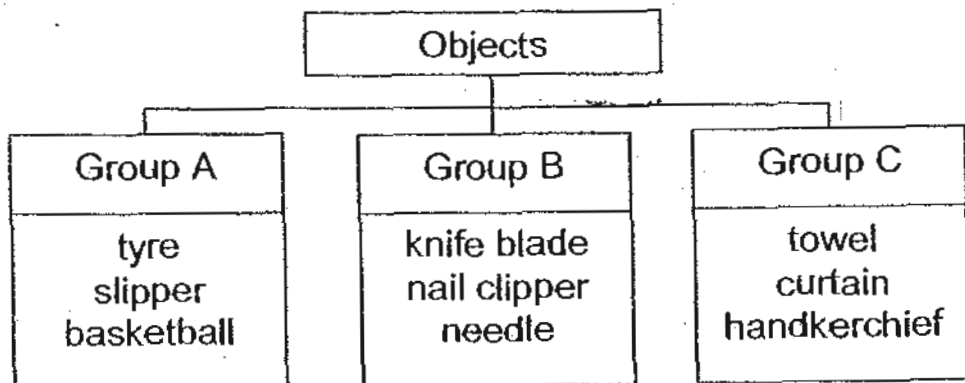 Objects
Group A
tyre
slipper
basketball
Group B
knife blade
nail clipper
needle
Group C
towel
curtain
handkerchief